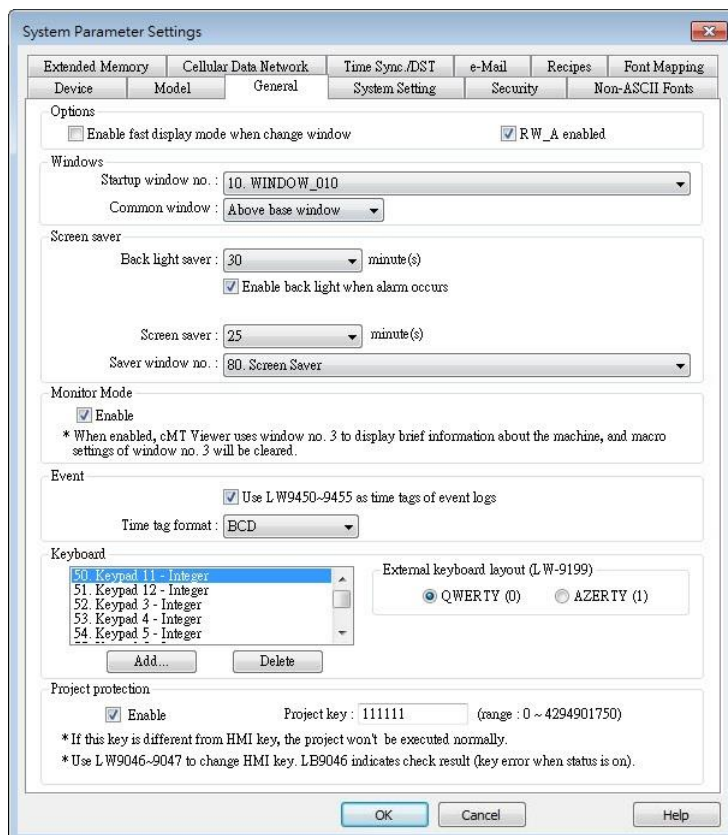 System Parameter Settings
Extended Memory Cellular Data Network Time Sync./DST e-Mail Recipes Font Mapping
Device Model General System Setting Security Non-ASCII Fonts
Options
Enable fast display mode when change window RW_A enabled
Windows
Startup window no. : 10. WINDOW_010
Common window : Above base window
Screen saver
Back light saver : 30 minute(s)
Enable back light when alarm occurs
Screen saver : 25 minute(s)
Saver window no. : 80. Screen Saver
Monitor Mode
Enable
* When enabled, cMT Viewer uses window no. 3 to display brief information about the machine, and macro
settings of window no. 3 will be cleared.
Event
Use LW9450~9455 as time tags of event logs
Time tag format : BCD
Keyboard
50. Keypad 11 - Integer
51. Keypad 12 - Integer
52. Keypad 3 - Integer
53. Keypad 4 - Integer
54. Keypad 5 - Integer
External keyboard layout (LW-9199)
QWERTY (0) AZERTY (1)
Add... Delete
Project protection
Enable Project key : 111111 (range : 0 ~ 4294901750)
* If this key is different from HMI key, the project won't be executed normally.
* Use LW9046~9047 to change HMI key. LB9046 indicates check result (key error when status is on).
OK Cancel Help